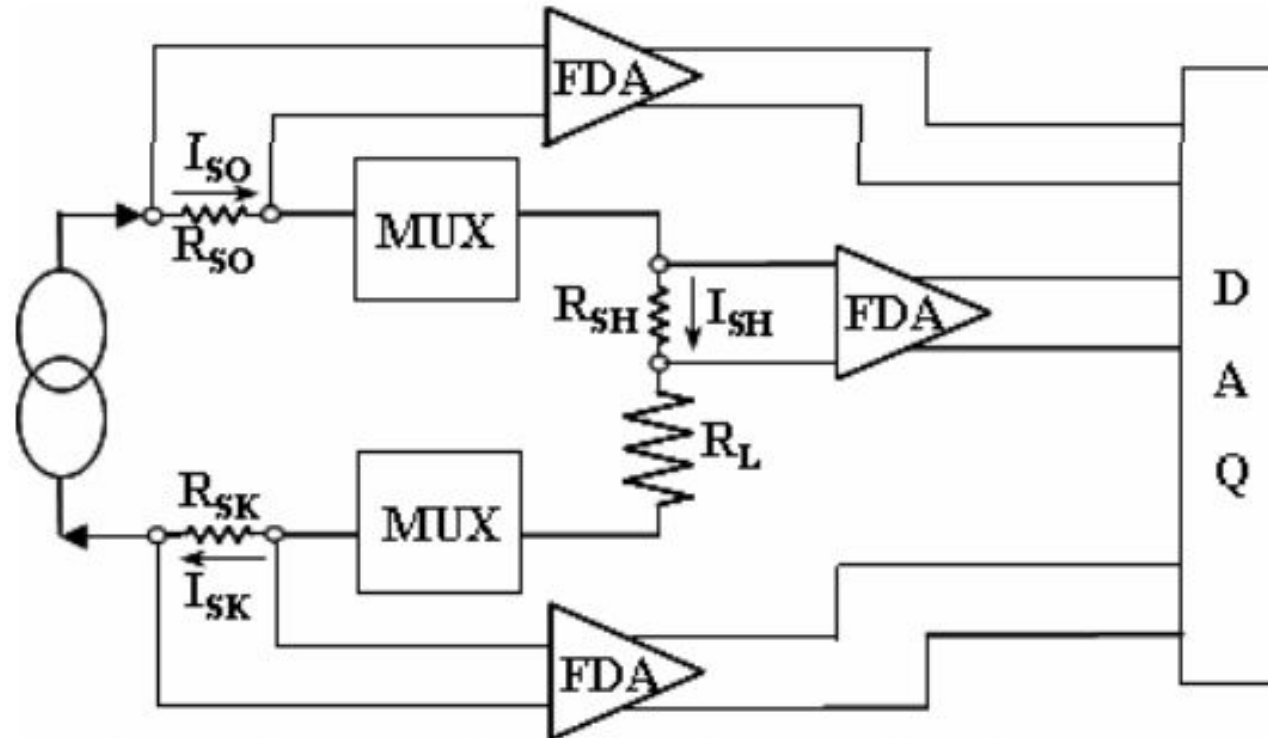 FDA
I_SO
R_SO
MUX
R_SH
I_SH
FDA
D
A
Q
R_L
R_SK
I_SK
MUX
FDA